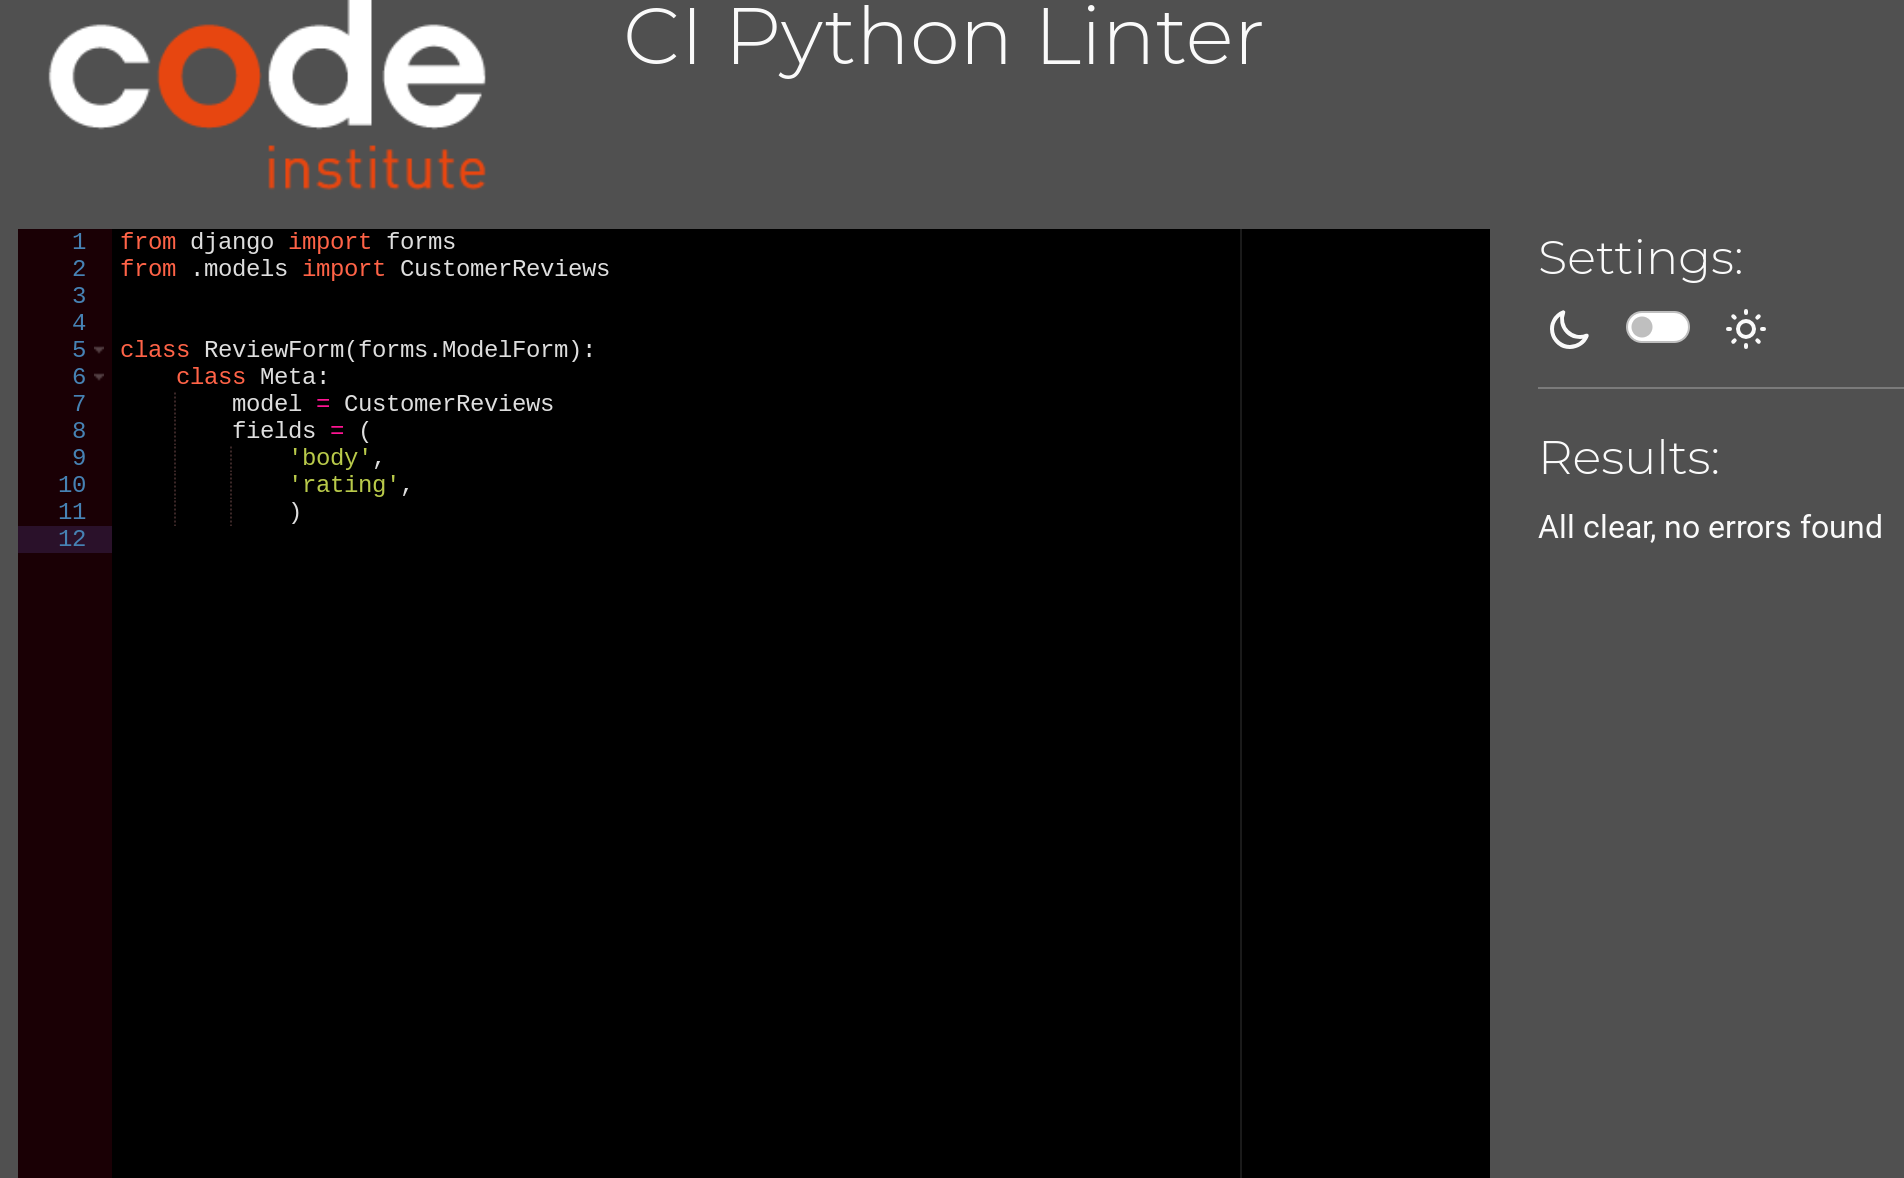 code
institute
CI Python Linter
1 from django import forms
2 from .models import CustomerReviews
3
4
5 class ReviewForm(forms.ModelForm):
6     class Meta:
7         model = CustomerReviews
8         fields = (
9             'body',
10             'rating',
11             )
12
Settings:
Results:
All clear, no errors found